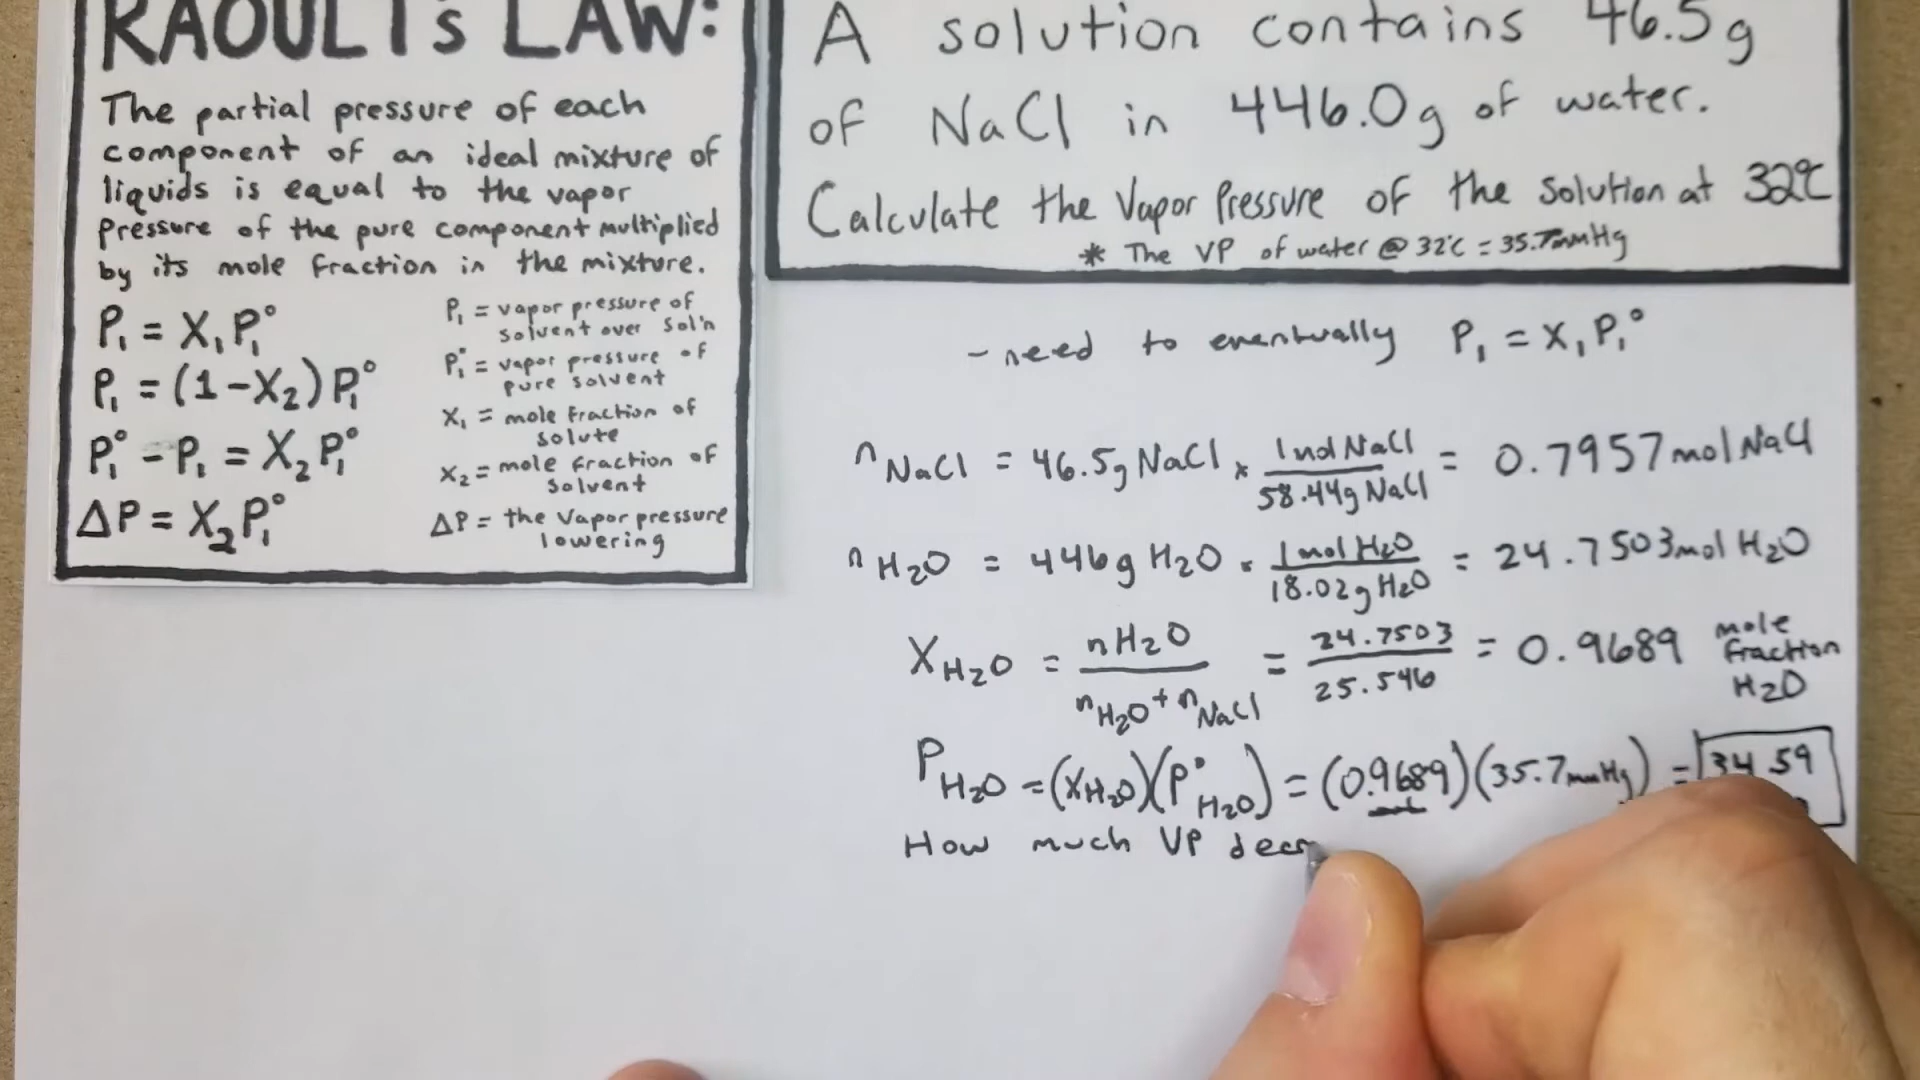 RAOULT's LAW:
The partial pressure of each
component of an ideal mixture of
liquids is equal to the vapor
pressure of the pure component multiplied
by its mole fraction in the mixture.
P₁ = X₁P₁°
P₁ = (1-X₂)P₁°
P₁° - P₁ = X₂P₁°
ΔP = X₂P₁°
P₁ = vapor pressure of
solvent over sol'n
P₁° = vapor pressure of
pure solvent
X₁ = mole fraction of
solute
X₂ = mole fraction of
solvent
ΔP = the Vapor pressure
lowering
A solution contains 46.5g
of NaCl in 446.0g of water.
Calculate the Vapor Pressure of the solution at 32°C
* The VP of water @ 32°C = 35.7mmHg
- need to eventually P₁ = X₁P₁°
nNaCl = 46.5g NaCl × 1mol NaCl / 58.44g NaCl = 0.7957mol NaCl
nH₂O = 446g H₂O · 1mol H₂O / 18.02g H₂O = 24.7503mol H₂O
XH₂O = nH₂O / nH₂O + nNaCl = 24.7503 / 25.546 = 0.9689 mole fraction H₂O
PH₂O = (XH₂O)(P°H₂O) = (0.9689)(35.7mmHg) = 34.59
How much VP decr